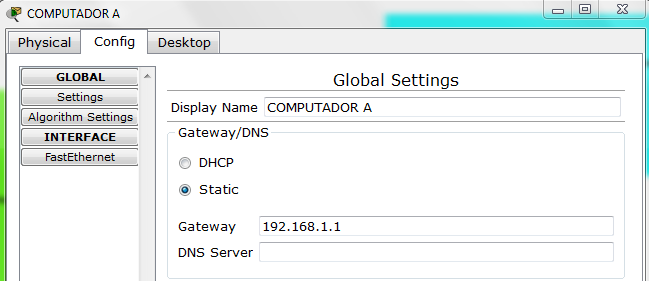 COMPUTADOR A
Physical Config Desktop
GLOBAL
Settings
Algorithm Settings
INTERFACE
FastEthernet
Global Settings
Display Name COMPUTADOR A
Gateway/DNS
DHCP
Static
Gateway 192.168.1.1
DNS Server